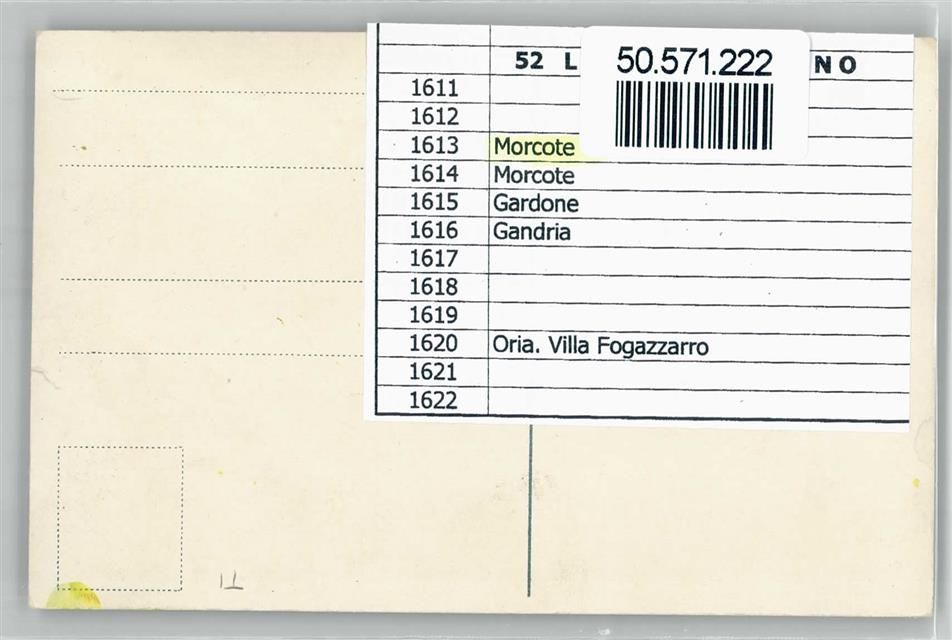 52 L NO
50.571.222
1611
1612
1613 Morcote
1614 Morcote
1615 Gardone
1616 Gandria
1617
1618
1619
1620 Oria. Villa Fogazzarro
1621
1622